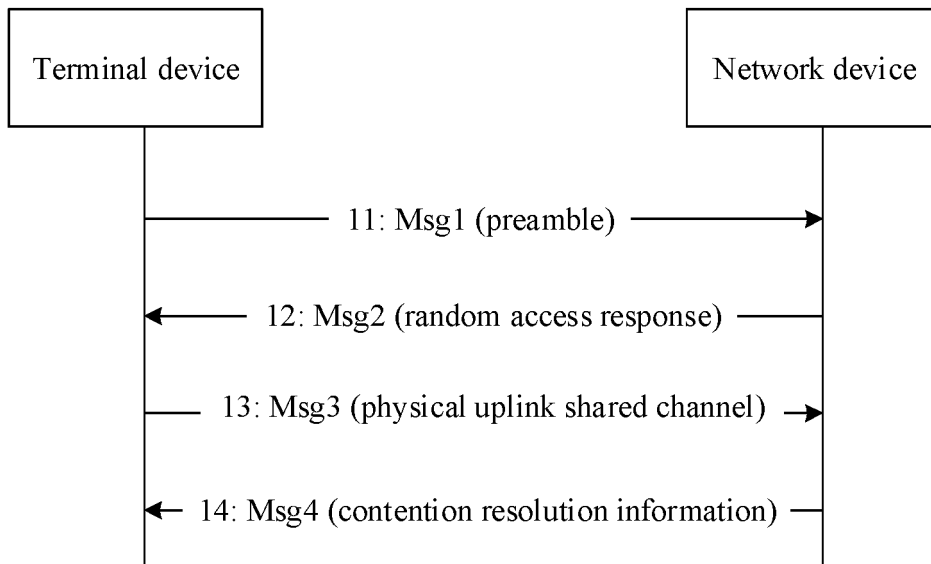 Terminal device
Network device
11: Msg1 (preamble)
12: Msg2 (random access response)
13: Msg3 (physical uplink shared channel)
14: Msg4 (contention resolution information)